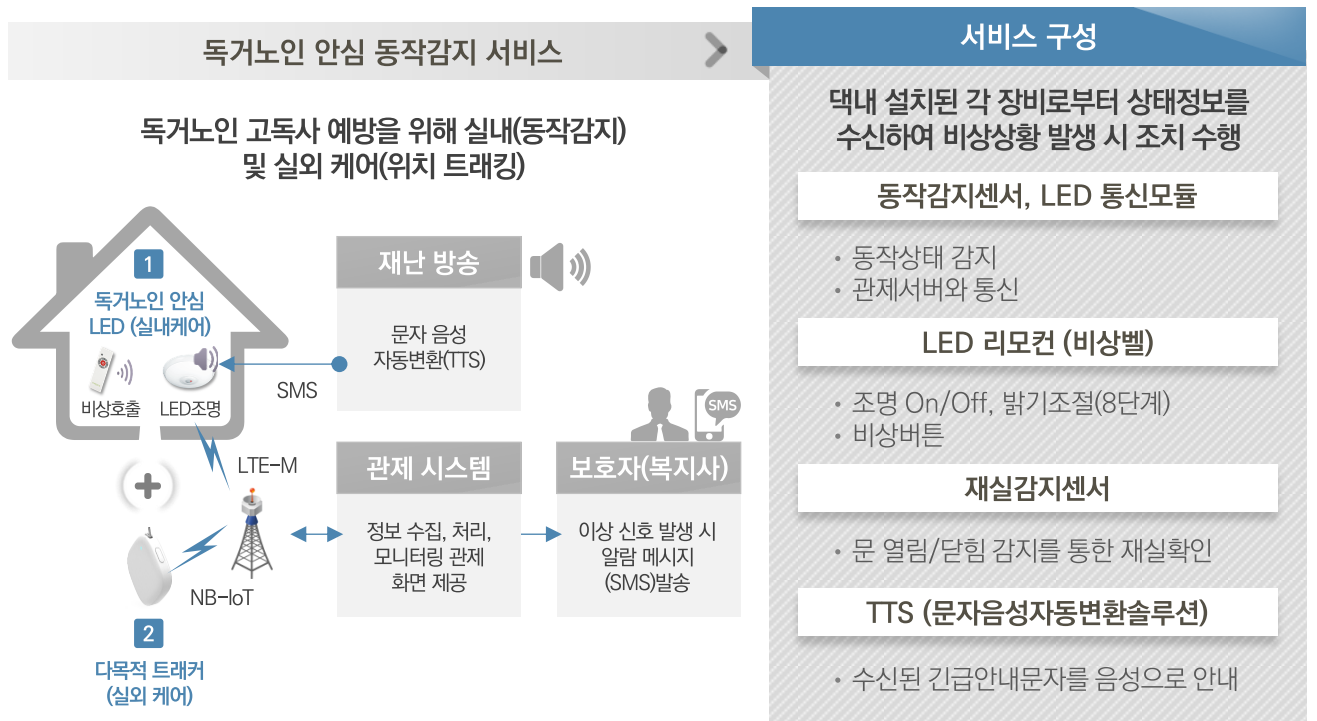 독거노인 안심 동작감지 서비스
독거노인 고독사 예방을 위해 실내(동작감지)
및 실외 케어(위치 트래킹)
1
독거노인 안심
LED (실내케어)
비상호출
LED조명
SMS
재난 방송
문자 음성
자동변환(TTS)
SMS
LTE-M
NB-IoT
관제 시스템
정보 수집, 처리,
모니터링 관제
화면 제공
보호자(복지사)
이상 신호 발생 시
알람 메시지
(SMS)발송
2
다목적 트래커
(실외 케어)
서비스 구성
댁내 설치된 각 장비로부터 상태정보를
수신하여 비상상황 발생 시 조치 수행
동작감지센서, LED 통신모듈
• 동작상태 감지
• 관제서버와 통신
LED 리모컨 (비상벨)
• 조명 On/Off, 밝기조절(8단계)
• 비상버튼
재실감지센서
• 문 열림/닫힘 감지를 통한 재실확인
TTS (문자음성자동변환솔루션)
• 수신된 긴급안내문자를 음성으로 안내